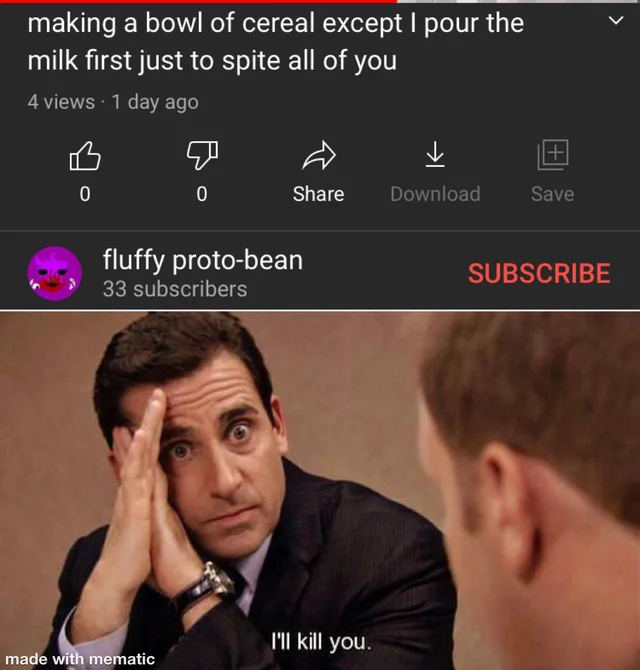 making a bowl of cereal except I pour the
milk first just to spite all of you
4 views · 1 day ago
0
0
Share
Download
Save
fluffy proto-bean
33 subscribers
SUBSCRIBE
I'll kill you.
made with mematic